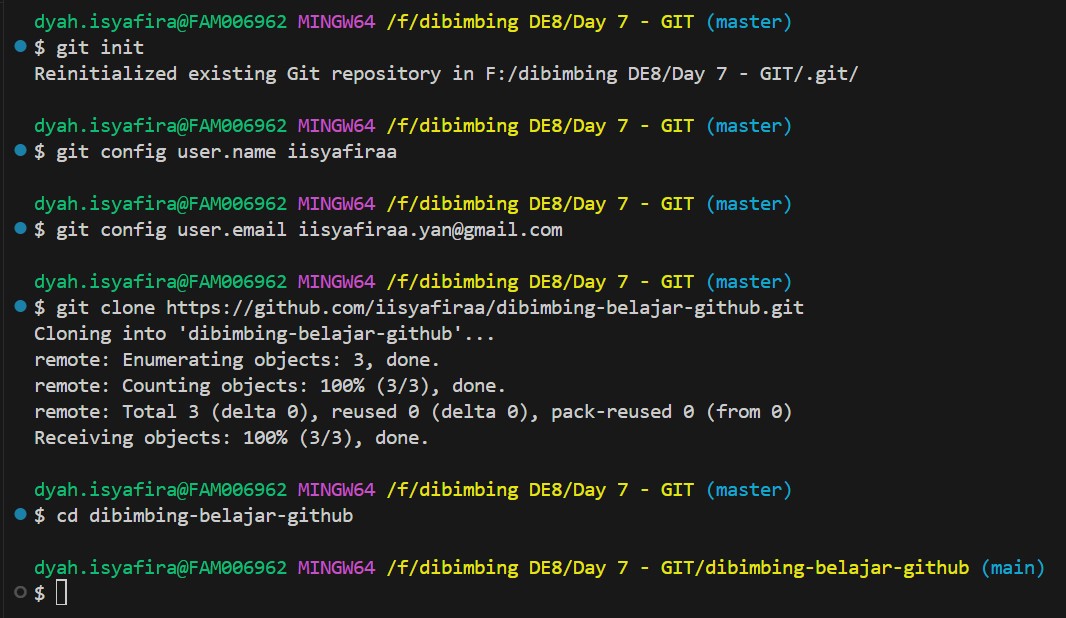 dyah.isyafira@FAM006962 MINGW64 /f/dibimbing DE8/Day 7 - GIT (master)
$ git init
Reinitialized existing Git repository in F:/dibimbing DE8/Day 7 - GIT/.git/
dyah.isyafira@FAM006962 MINGW64 /f/dibimbing DE8/Day 7 - GIT (master)
$ git config user.name iisyafiraa
dyah.isyafira@FAM006962 MINGW64 /f/dibimbing DE8/Day 7 - GIT (master)
$ git config user.email iisyafiraa.yan@gmail.com
dyah.isyafira@FAM006962 MINGW64 /f/dibimbing DE8/Day 7 - GIT (master)
$ git clone https://github.com/iisyafiraa/dibimbing-belajar-github.git
Cloning into 'dibimbing-belajar-github'...
remote: Enumerating objects: 3, done.
remote: Counting objects: 100% (3/3), done.
remote: Total 3 (delta 0), reused 0 (delta 0), pack-reused 0 (from 0)
Receiving objects: 100% (3/3), done.
dyah.isyafira@FAM006962 MINGW64 /f/dibimbing DE8/Day 7 - GIT (master)
$ cd dibimbing-belajar-github
dyah.isyafira@FAM006962 MINGW64 /f/dibimbing DE8/Day 7 - GIT/dibimbing-belajar-github (main)
$